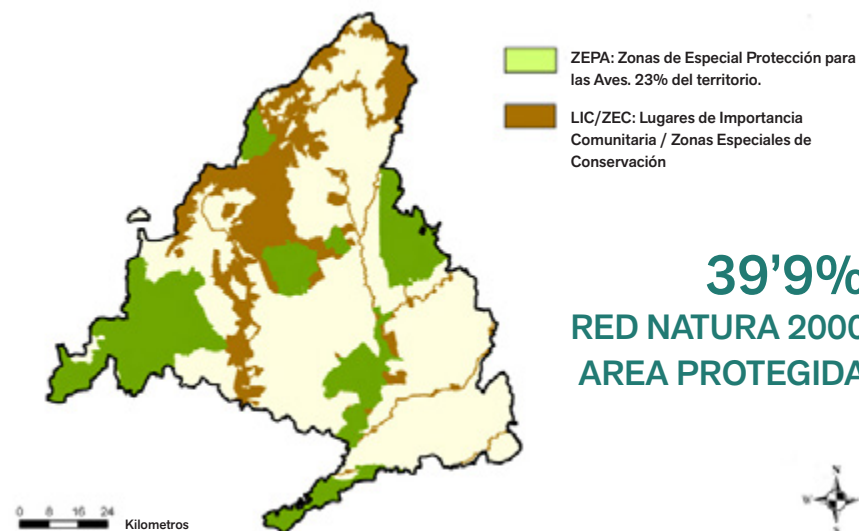 ZEPA: Zonas de Especial Protección para
las Aves. 23% del territorio.
LIC/ZEC: Lugares de Importancia
Comunitaria / Zonas Especiales de
Conservación
39’9%
RED NATURA 2000
AREA PROTEGIDA
0 8 16 24 Kilometros
N
W